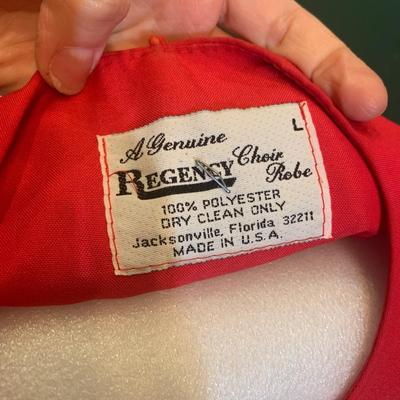 L
A Genuine
REGENCY Choir
Robe
100% POLYESTER
DRY CLEAN ONLY
Jacksonville, Florida 32211
MADE IN U.S.A.